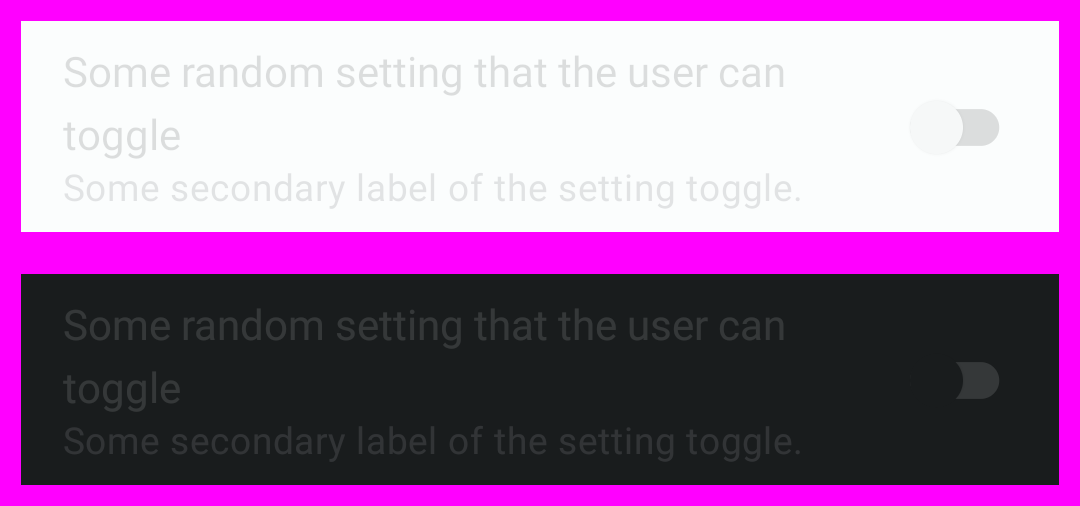 Some random setting that the user can
toggle
Some secondary label of the setting toggle.
Some random setting that the user can
toggle
Some secondary label of the setting toggle.